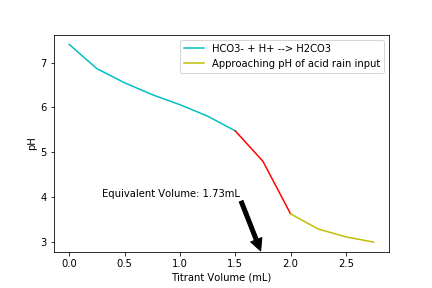 HCO3- + H+ --> H2CO3
Approaching pH of acid rain input
7
6
5
4
3
pH
Equivalent Volume: 1.73mL
0.0 0.5 1.0 1.5 2.0 2.5
Titrant Volume (mL)